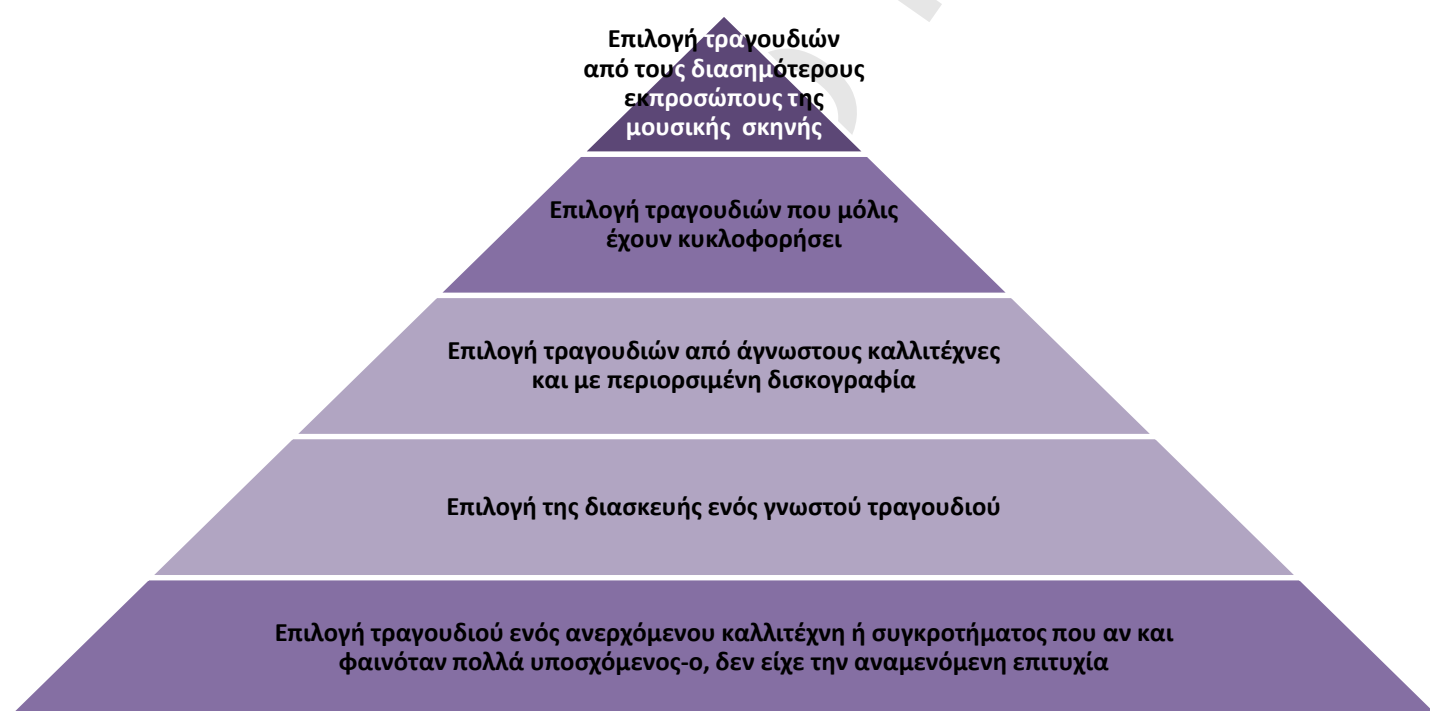 Επιλογή τραγουδιών
από τους διασημότερους
εκπροσώπους της
μουσικής σκηνής
Επιλογή τραγουδιών που μόλις
έχουν κυκλοφορήσει
Επιλογή τραγουδιών από άγνωστους καλλιτέχνες
και με περιορσιμένη δισκογραφία
Επιλογή της διασκευής ενός γνωστού τραγουδιού
Επιλογή τραγουδιού ενός ανερχόμενου καλλιτέχνη ή συγκροτήματος που αν και
φαινόταν πολλά υποσχόμενος-ο, δεν είχε την αναμενόμενη επιτυχία